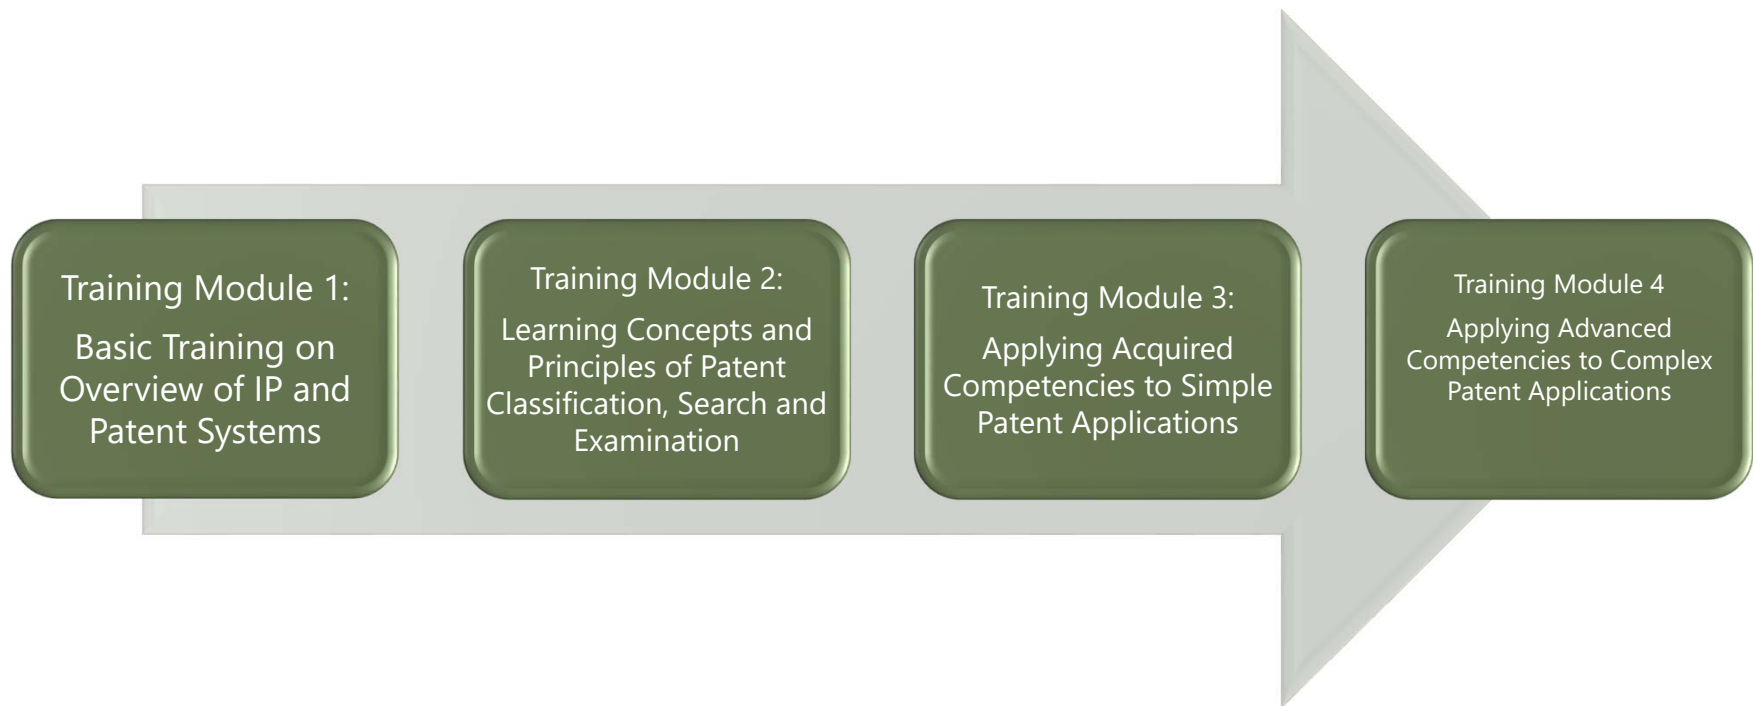 Training Module 1:
Basic Training on
Overview of IP and
Patent Systems
Training Module 2:
Learning Concepts and
Principles of Patent
Classification, Search and
Examination
Training Module 3:
Applying Acquired
Competencies to Simple
Patent Applications
Training Module 4
Applying Advanced
Competencies to Complex
Patent Applications